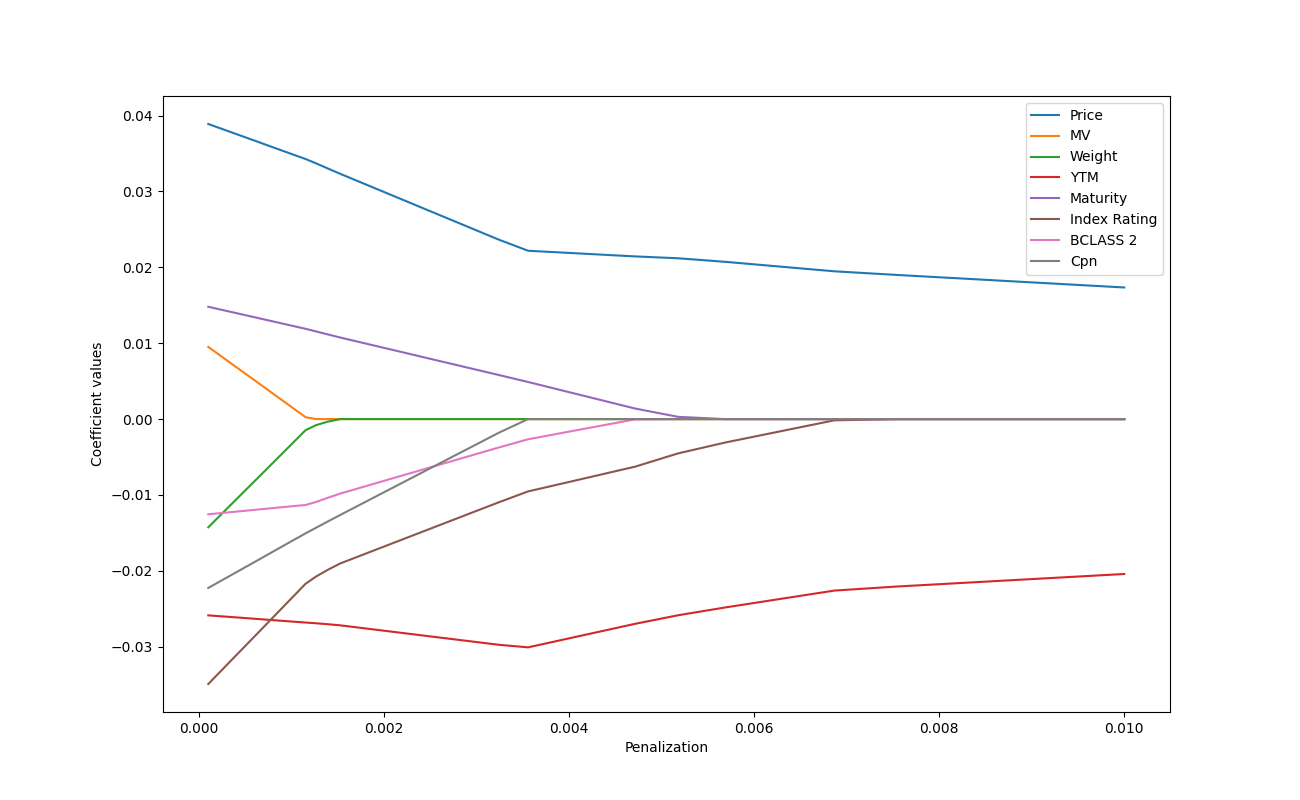 0.04
0.03
0.02
0.01
0.00
−0.01
−0.02
−0.03
Coefficient values
0.000
0.002
0.004
0.006
0.008
0.010
Penalization
Price
MV
Weight
YTM
Maturity
Index Rating
BCLASS 2
Cpn